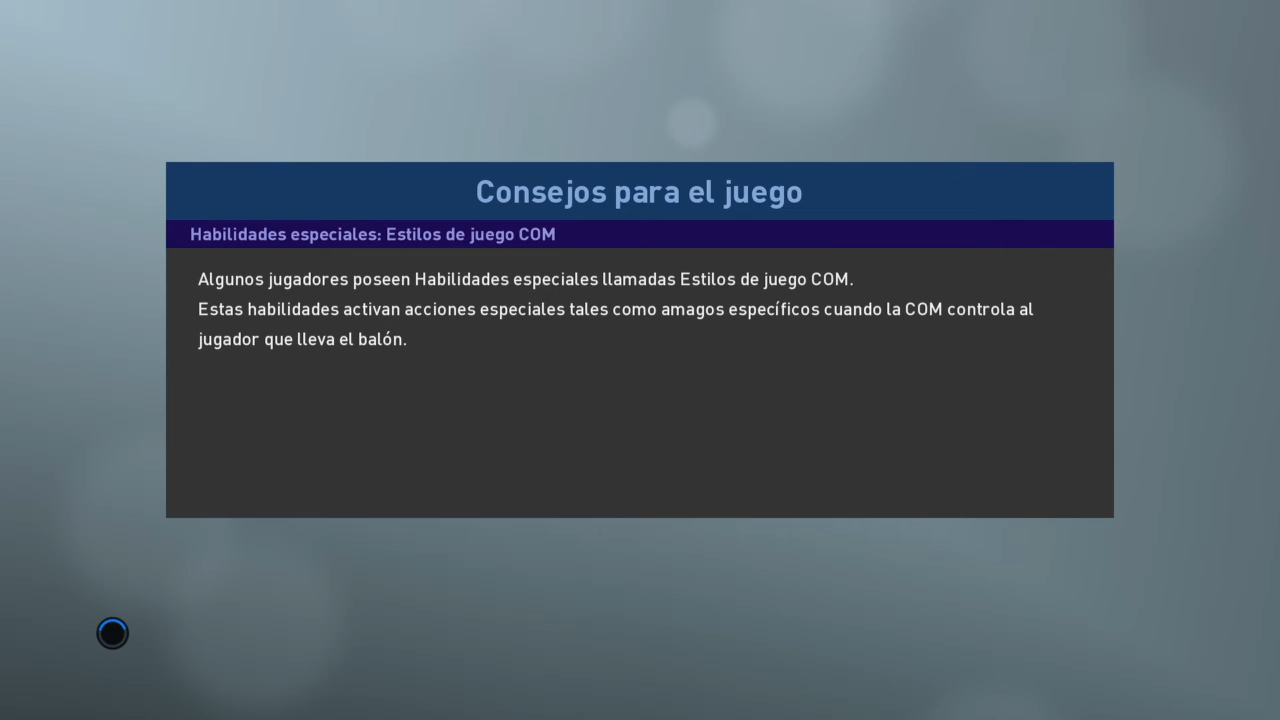 Consejos para el juego
Habilidades especiales: Estilos de juego COM
Algunos jugadores poseen Habilidades especiales llamadas Estilos de juego COM.
Estas habilidades activan acciones especiales tales como amagos específicos cuando la COM controla al
jugador que lleva el balón.